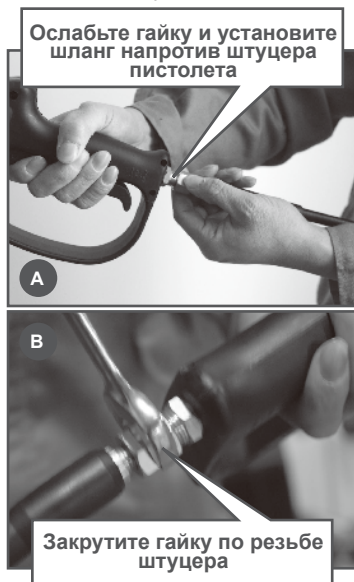 Ослабьте гайку и установите
шланг напротив штуцера
пистолета
A
B
Закрутите гайку по резьбе
штуцера